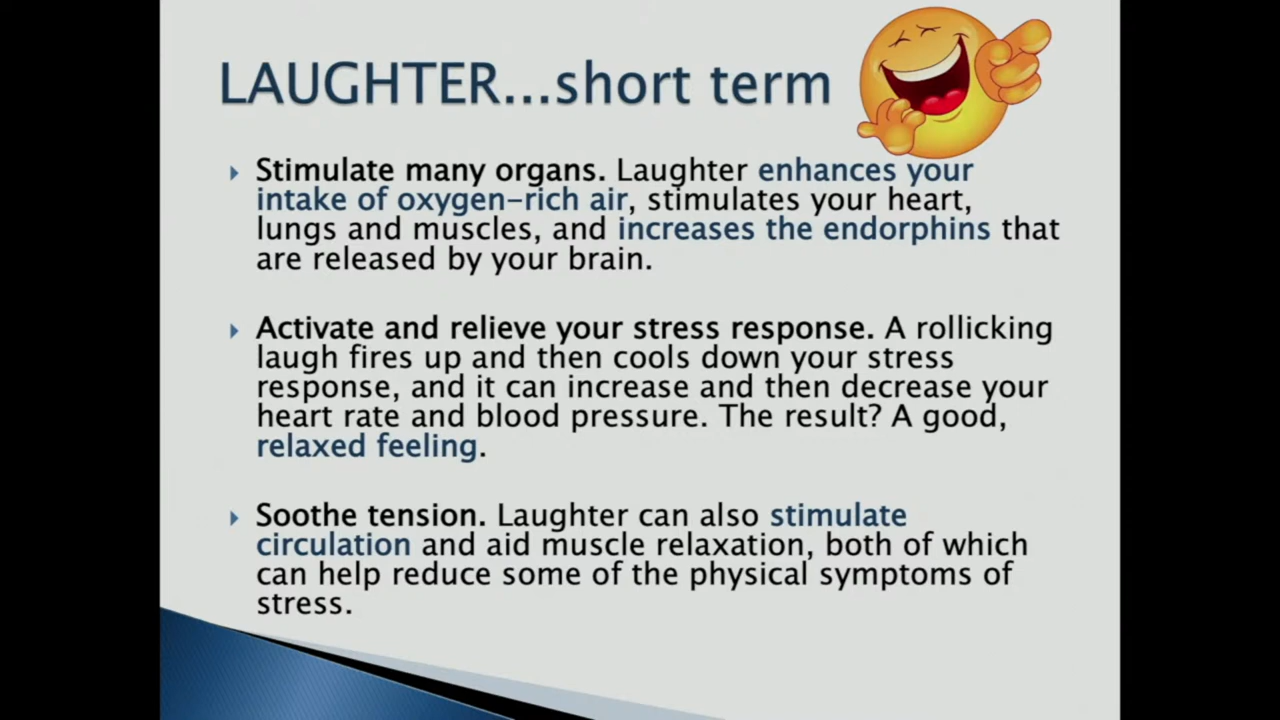 LAUGHTER...short term
Stimulate many organs. Laughter enhances your
intake of oxygen-rich air, stimulates your heart,
lungs and muscles, and increases the endorphins that
are released by your brain.
Activate and relieve your stress response. A rollicking
laugh fires up and then cools down your stress
response, and it can increase and then decrease your
heart rate and blood pressure. The result? A good,
relaxed feeling.
Soothe tension. Laughter can also stimulate
circulation and aid muscle relaxation, both of which
can help reduce some of the physical symptoms of
stress.